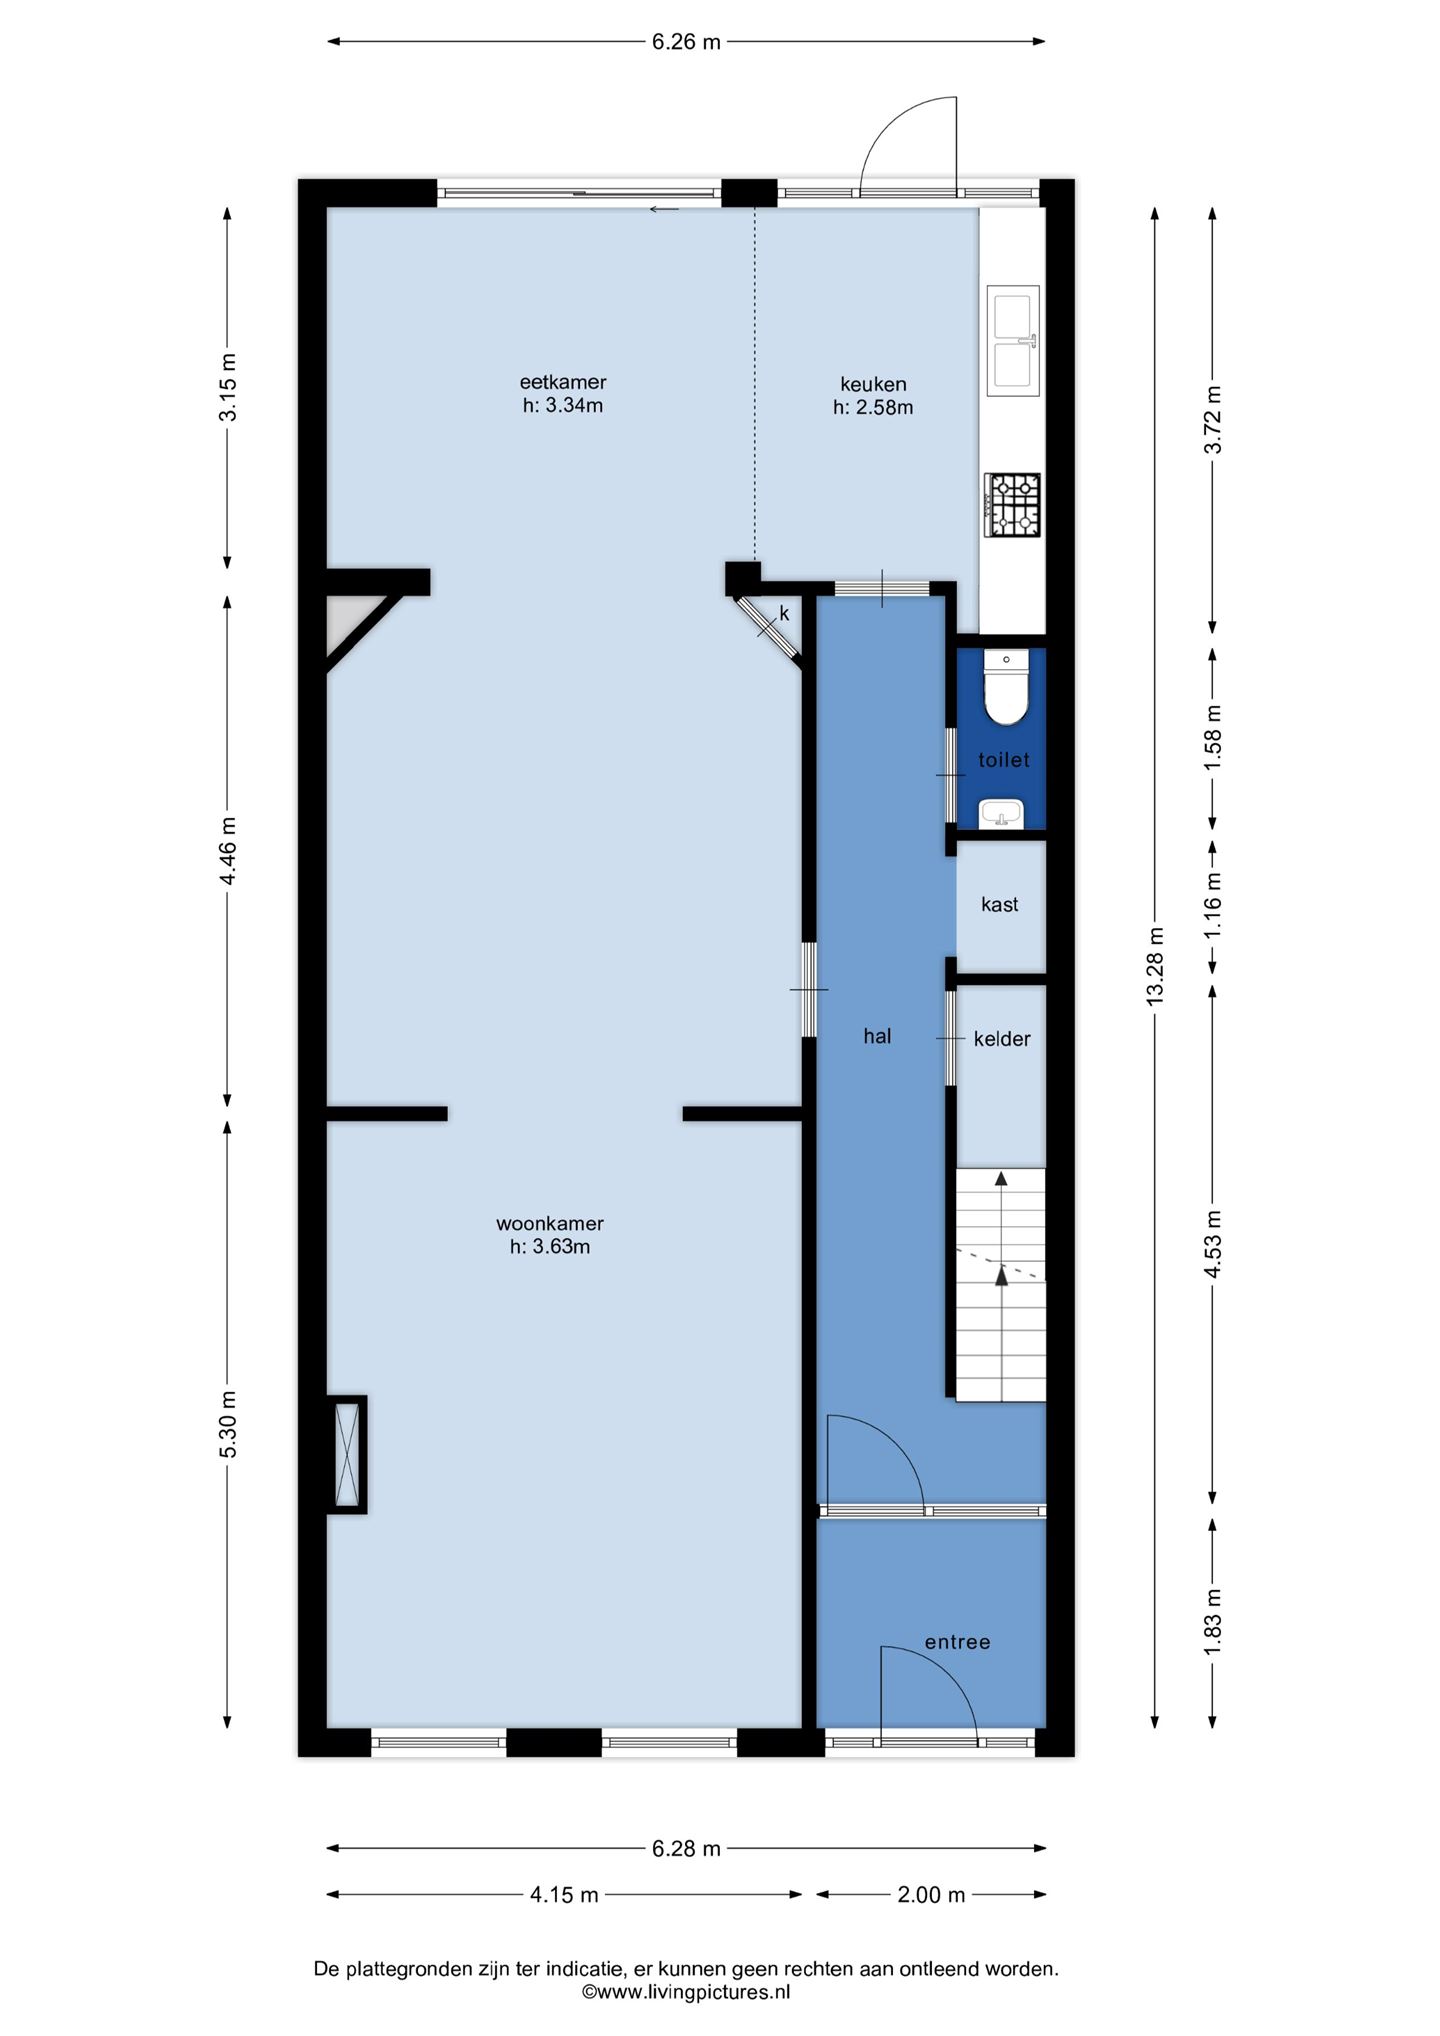 6.26 m
eetkamer
h: 3.34m
keuken
h: 2.58m
3.15 m
3.72 m
k
toilet
1.58 m
4.46 m
kast
1.16 m
13.28 m
hal
kelder
woonkamer
h: 3.63m
4.53 m
5.30 m
entree
1.83 m
6.28 m
4.15 m
2.00 m
De plattegronden zijn ter indicatie, er kunnen geen rechten aan ontleend worden.
©www.livingpictures.nl